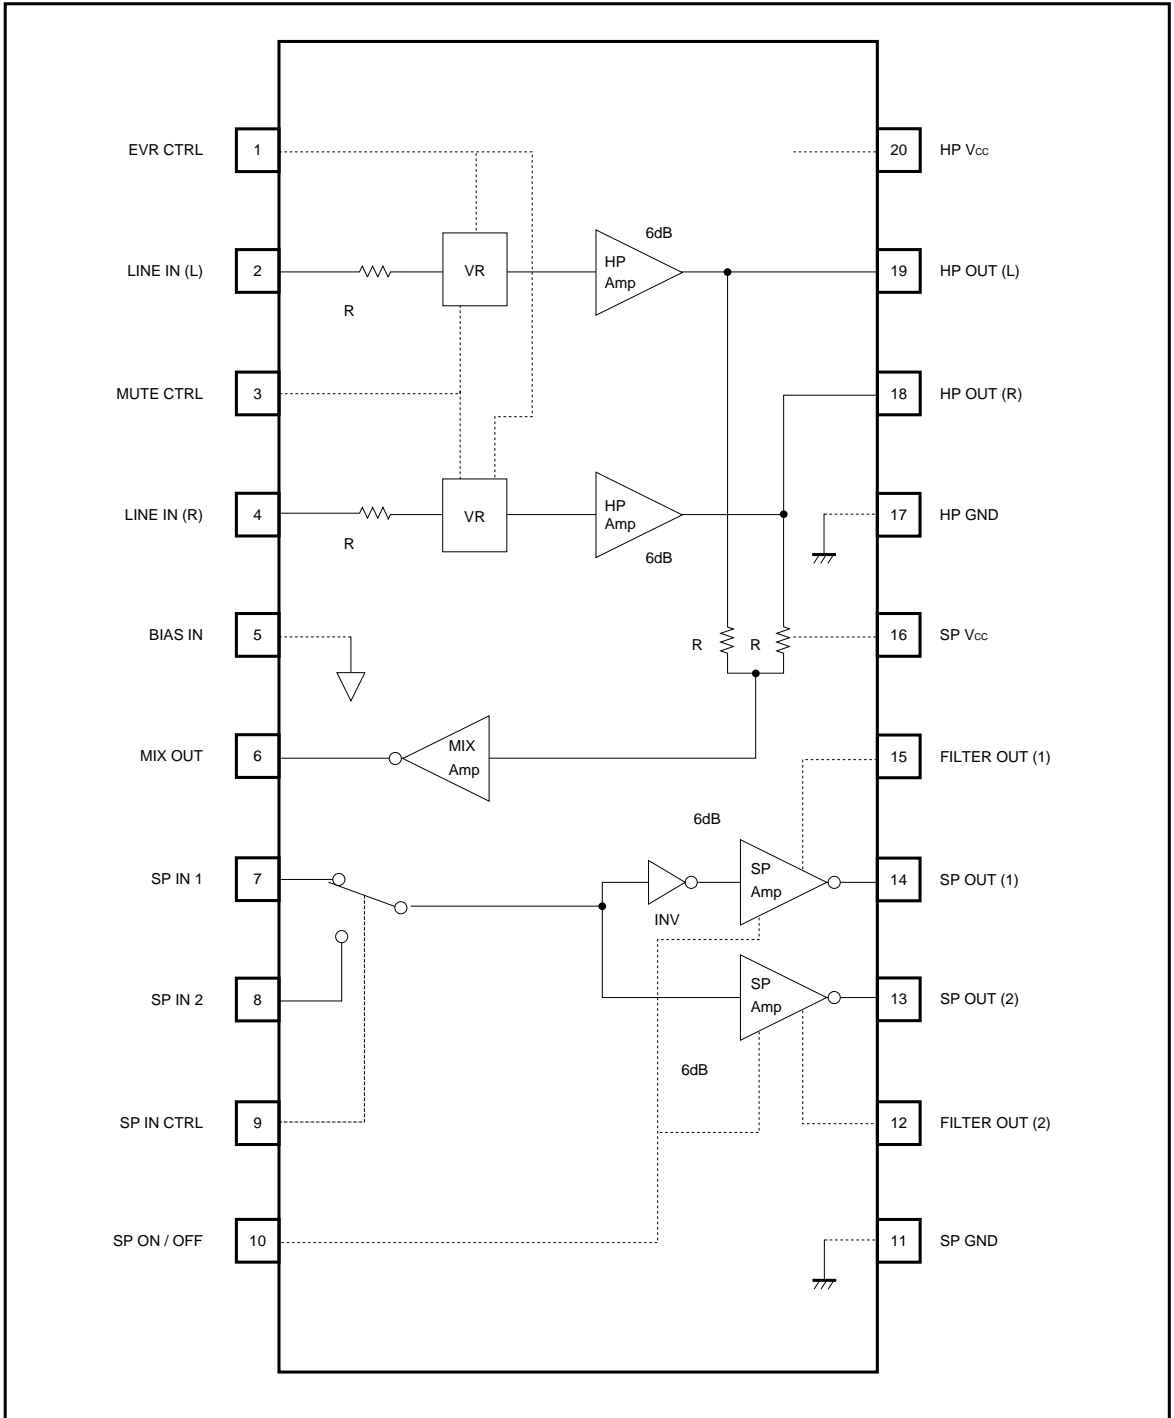 EVR CTRL 1
20 HP Vcc
6dB
LINE IN (L) 2
VR
HP
Amp
19 HP OUT (L)
R
MUTE CTRL 3
18 HP OUT (R)
LINE IN (R) 4
VR
HP
Amp
17 HP GND
R
6dB
BIAS IN 5
R R
16 SP Vcc
MIX OUT 6
MIX
Amp
15 FILTER OUT (1)
6dB
SP IN 1 7
SP
Amp
14 SP OUT (1)
INV
SP IN 2 8
SP
Amp
13 SP OUT (2)
6dB
SP IN CTRL 9
12 FILTER OUT (2)
SP ON / OFF 10
11 SP GND